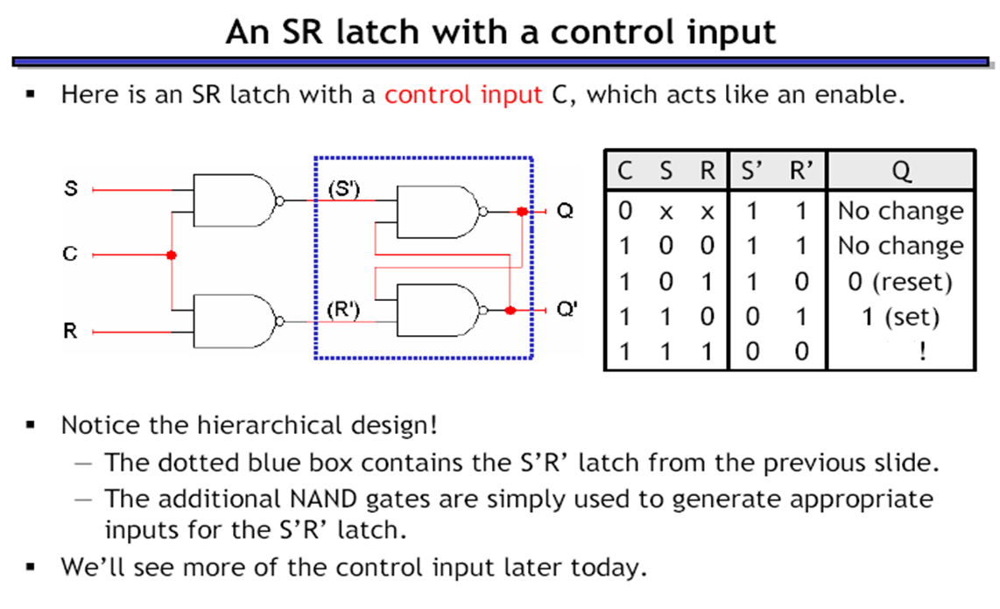 An SR latch with a control input
▪ Here is an SR latch with a control input C, which acts like an enable.
S
C
R
(S')
(R')
Q
Q'
C S R S’ R’ Q
0 x x 1 1 No change
1 0 0 1 1 No change
1 0 1 1 0 0 (reset)
1 1 0 0 1 1 (set)
1 1 1 0 0 !
▪ Notice the hierarchical design!
— The dotted blue box contains the S’R’ latch from the previous slide.
— The additional NAND gates are simply used to generate appropriate
inputs for the S’R’ latch.
▪ We’ll see more of the control input later today.